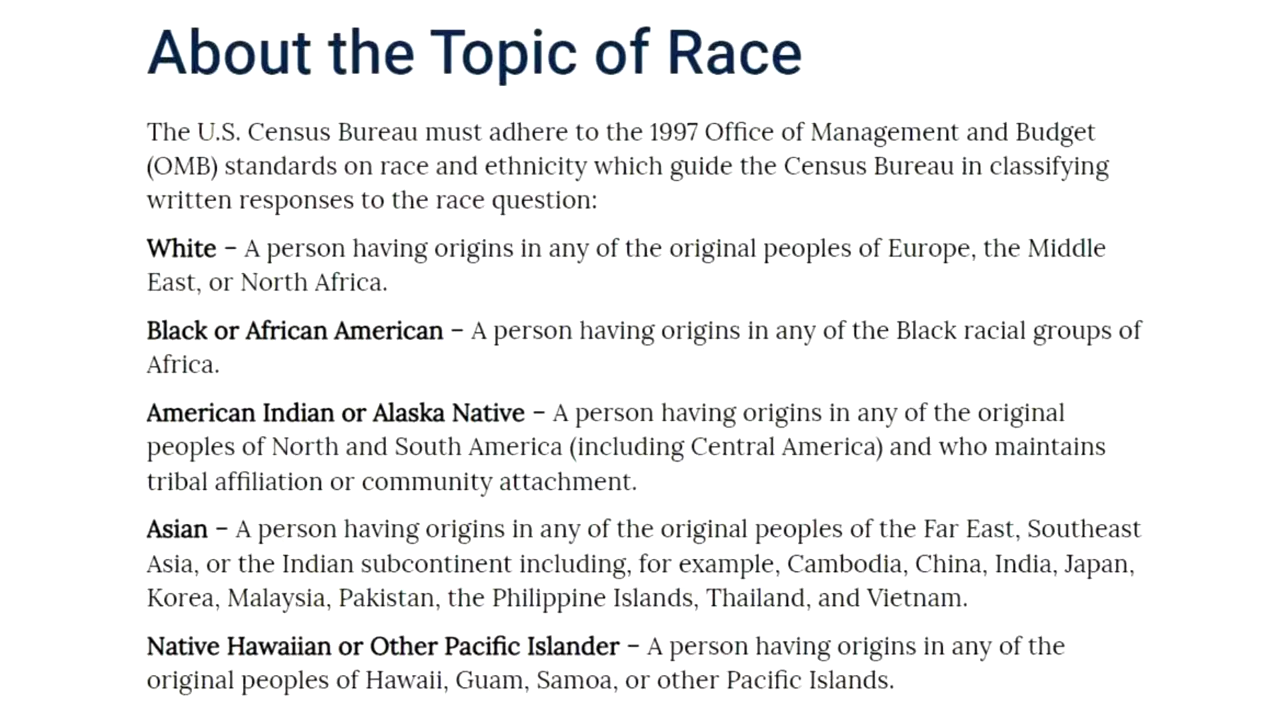 About the Topic of Race
The U.S. Census Bureau must adhere to the 1997 Office of Management and Budget
(OMB) standards on race and ethnicity which guide the Census Bureau in classifying
written responses to the race question:
White – A person having origins in any of the original peoples of Europe, the Middle
East, or North Africa.
Black or African American – A person having origins in any of the Black racial groups of
Africa.
American Indian or Alaska Native – A person having origins in any of the original
peoples of North and South America (including Central America) and who maintains
tribal affiliation or community attachment.
Asian – A person having origins in any of the original peoples of the Far East, Southeast
Asia, or the Indian subcontinent including, for example, Cambodia, China, India, Japan,
Korea, Malaysia, Pakistan, the Philippine Islands, Thailand, and Vietnam.
Native Hawaiian or Other Pacific Islander – A person having origins in any of the
original peoples of Hawaii, Guam, Samoa, or other Pacific Islands.